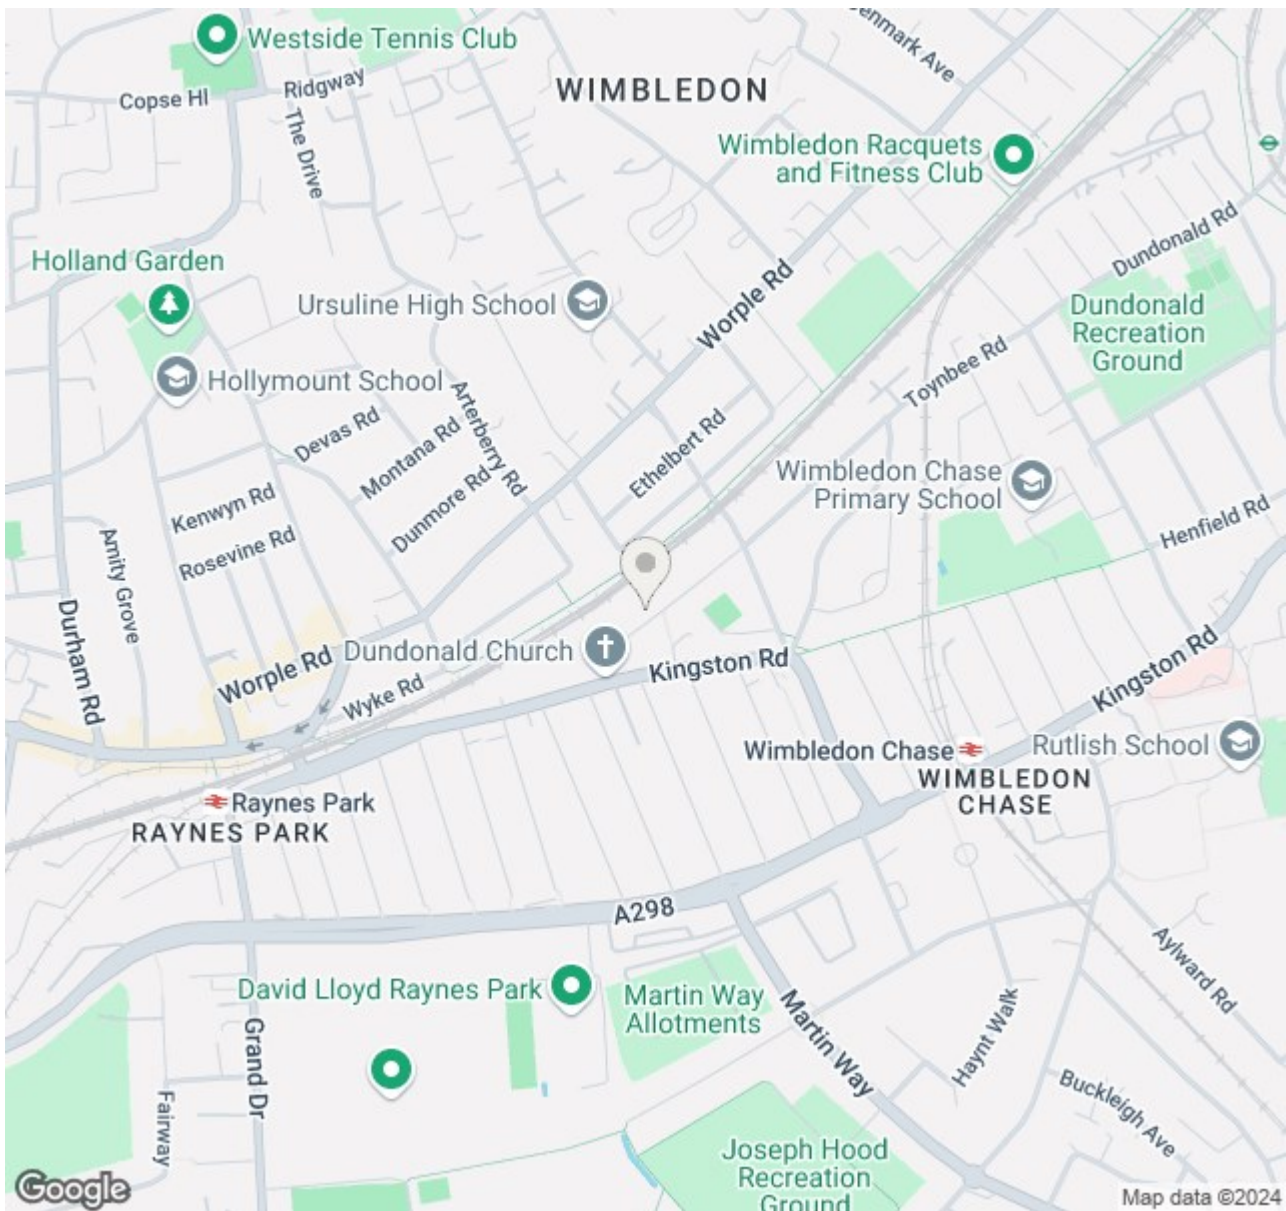 enmark Ave
Westside Tennis Club
WIMBLEDON
Ridgway
Copse Hl
The Drive
Wimbledon Racquets
and Fitness Club
Dundonald Rd
Holland Garden
Ursuline High School
Worple Rd
Dundonald
Recreation
Ground
Toynbee Rd
Hollymount School
Arterberry Rd
Devas Rd
Montana Rd
Ethelbert Rd
Wimbledon Chase
Primary School
Dunmore Rd
Kenwyn Rd
Henfield Rd
Rosevine Rd
Amity Grove
Durham Rd
Dundonald Church
Kingston Rd
Kingston Rd
Worple Rd
Wyke Rd
Wimbledon Chase
Rutlish School
WIMBLEDON
CHASE
Raynes Park
RAYNES PARK
A298
Aylward Rd
David Lloyd Raynes Park
Martin Way
Allotments
Martin Way
Haynt Walk
Grand Dr
Fairway
Buckleigh Ave
Joseph Hood
Recreation
Ground
Google
Map data ©2024